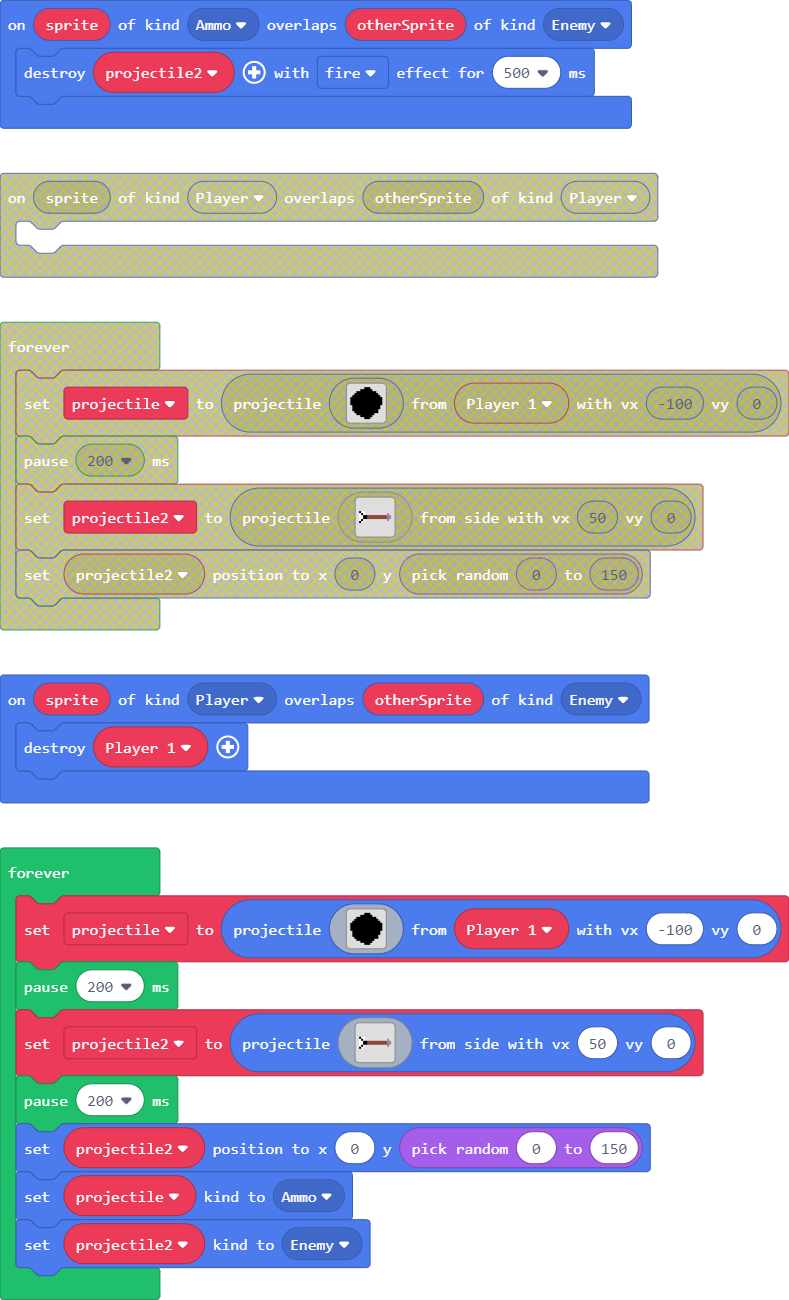 on sprite of kind Ammo overlaps otherSprite of kind Enemy
destroy projectile2 with fire effect for 500 ms
on sprite of kind Player overlaps otherSprite of kind Player
forever
set projectile to projectile from Player 1 with vx -100 vy 0
pause 200 ms
set projectile2 to projectile from side with vx 50 vy 0
set projectile2 position to x 0 y pick random 0 to 150
on sprite of kind Player overlaps otherSprite of kind Enemy
destroy Player 1
forever
set projectile to projectile from Player 1 with vx -100 vy 0
pause 200 ms
set projectile2 to projectile from side with vx 50 vy 0
pause 200 ms
set projectile2 position to x 0 y pick random 0 to 150
set projectile kind to Ammo
set projectile2 kind to Enemy